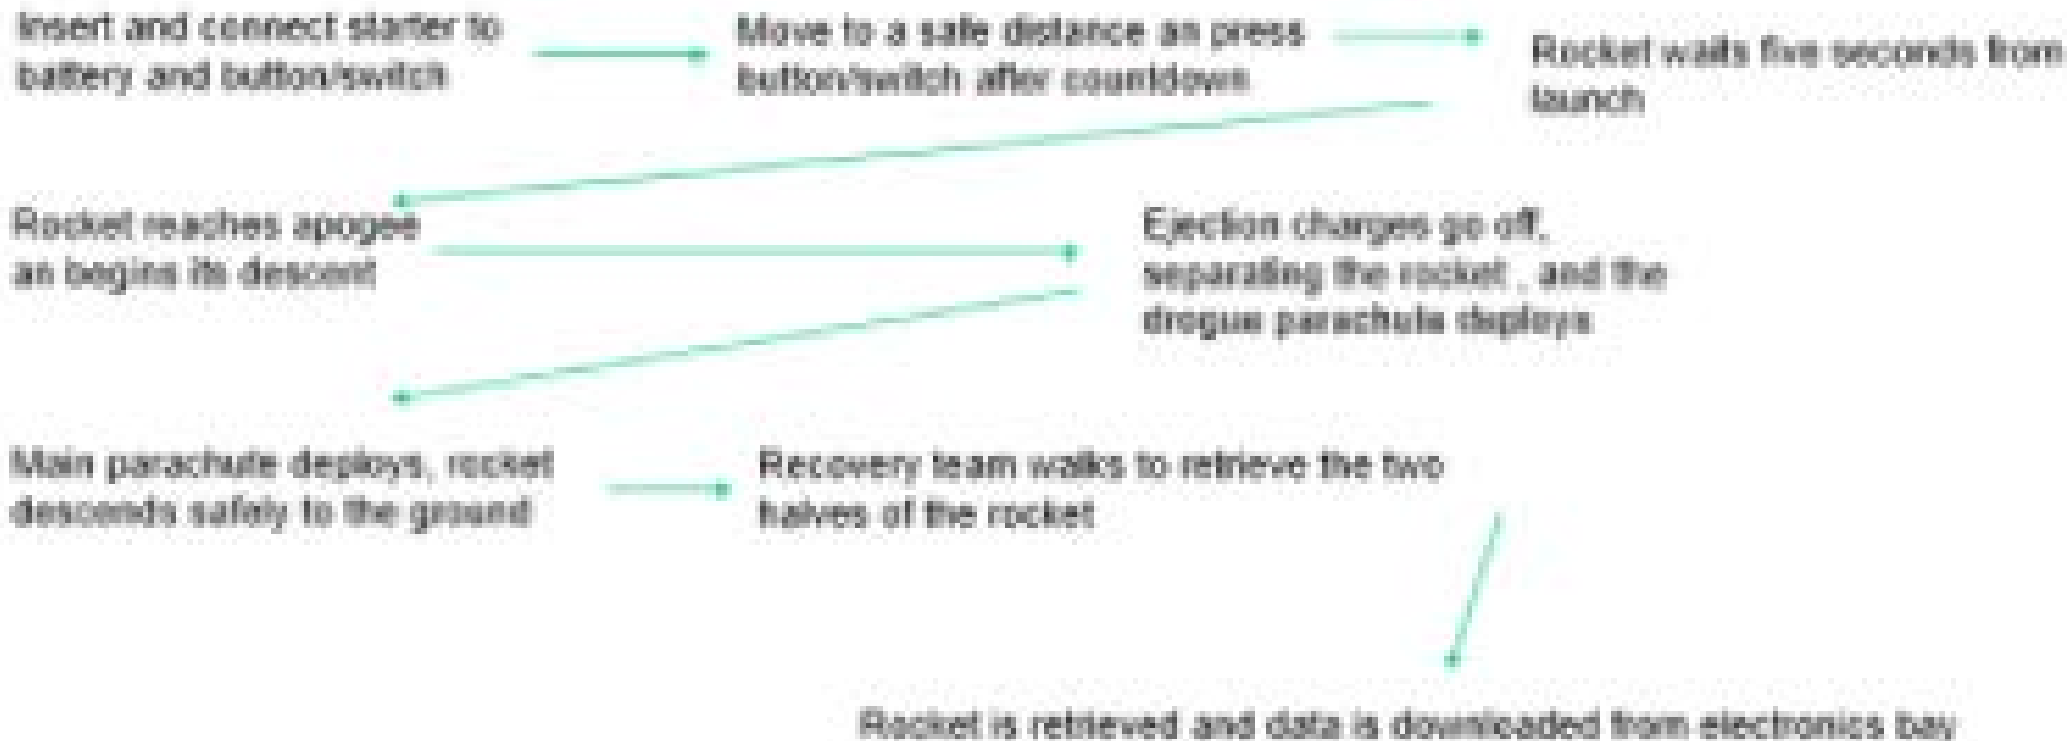 Insert and connect starter to
battery and button/switch
Move to a safe distance an press
button/switch after countdown
Rocket waits five seconds from
launch
Rocket reaches apogee
an begins its descent
Ejection charges go off,
separating the rocket , and the
drogue parachute deploys
Main parachute deploys, rocket
descends safely to the ground
Recovery team walks to retrieve the two
halves of the rocket
Rocket is retrieved and data is downloaded from electronics bay